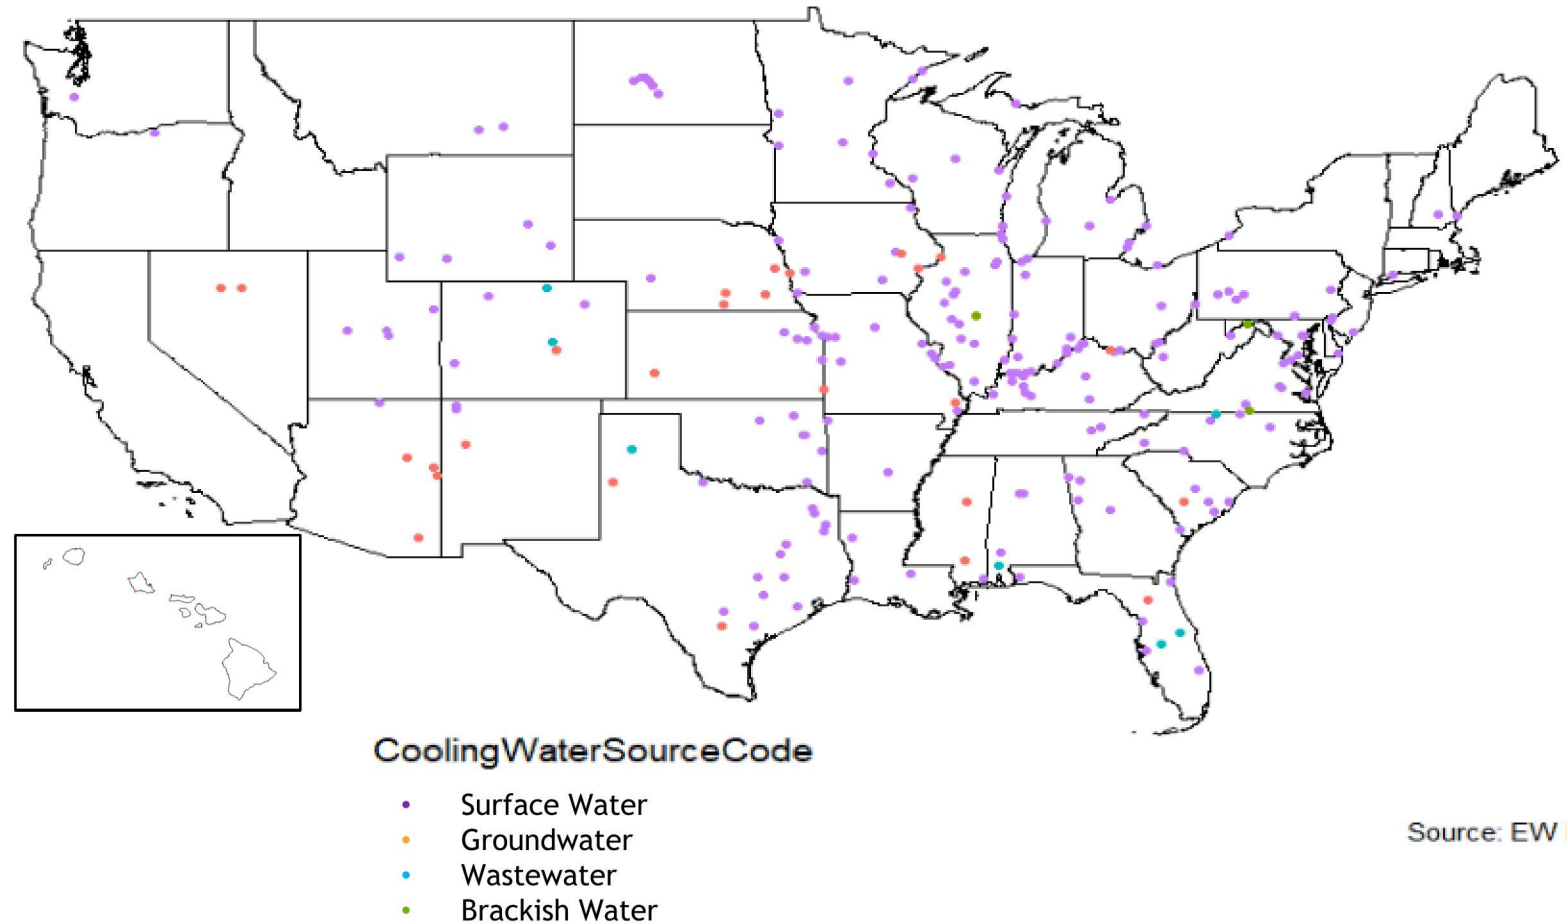 CoolingWaterSourceCode
Surface Water
Groundwater
Wastewater
Brackish Water
Source: EW